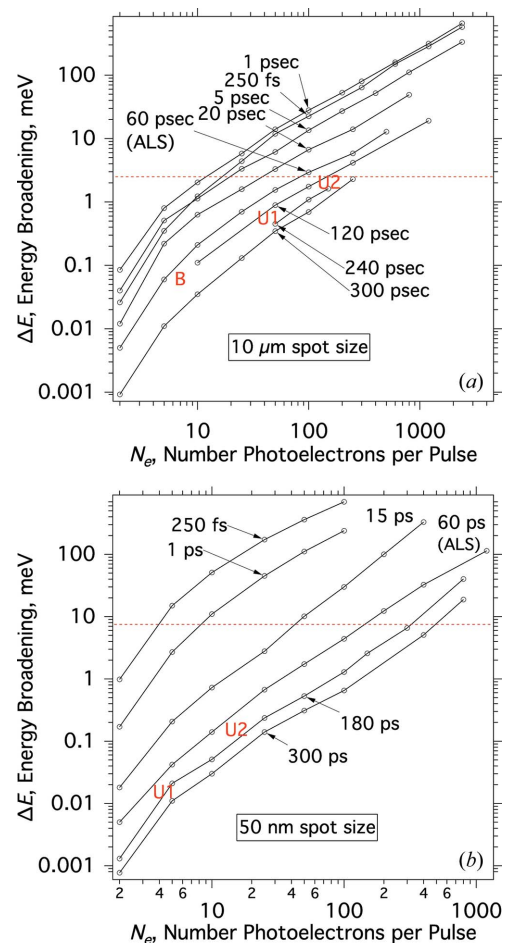 ΔE, Energy Broadening, meV
100
10
1
0.1
0.01
0.001
1 psec
250 fs
5 psec
20 psec
60 psec
(ALS)
U2
U1
B
120 psec
240 psec
300 psec
10 µm spot size
(a)
10
100
1000
Ne, Number Photoelectrons per Pulse
ΔE, Energy Broadening, meV
100
10
1
0.1
0.01
0.001
250 fs
1 ps
15 ps
60 ps
(ALS)
U2
U1
180 ps
300 ps
50 nm spot size
(b)
2 4 6 10 2 4 6 100 2 4 6 1000
Ne, Number Photoelectrons per Pulse